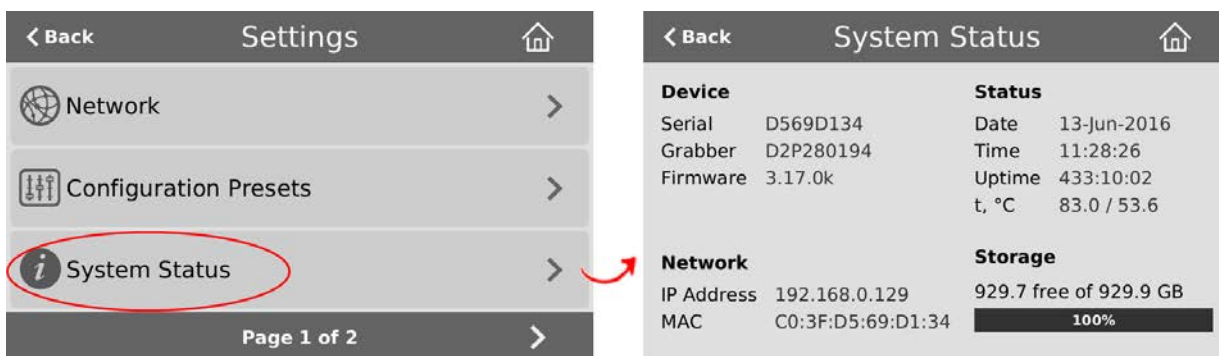 Back Settings
Network
Configuration Presets
System Status
Page 1 of 2
Back System Status
Device
Serial D569D134
Grabber D2P280194
Firmware 3.17.0k
Status
Date 13-Jun-2016
Time 11:28:26
Uptime 433:10:02
t, °C 83.0 / 53.6
Network
IP Address 192.168.0.129
MAC C0:3F:D5:69:D1:34
Storage
929.7 free of 929.9 GB
100%